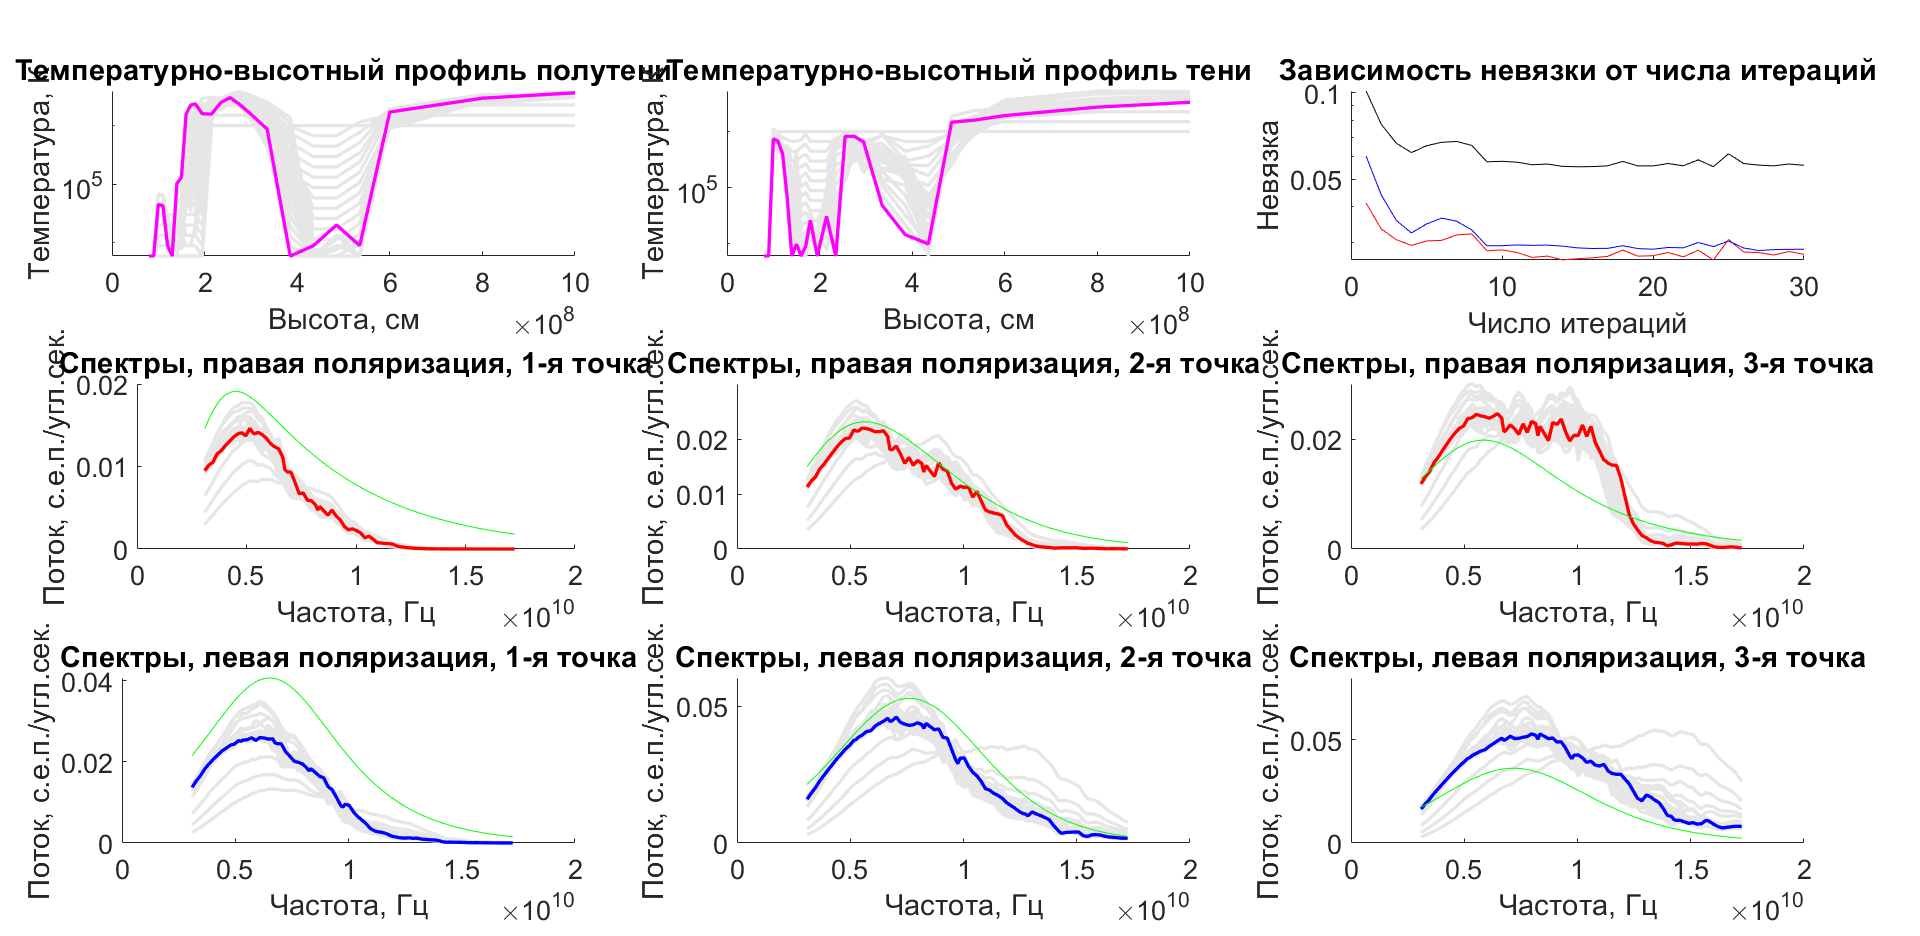 Температурно-высотный профиль полутени
Температура, К
10^5
0 2 4 6 8 10
×10^8
Высота, см
Температурно-высотный профиль тени
Температура, К
10^5
0 2 4 6 8 10
×10^8
Высота, см
Зависимость невязки от числа итераций
Невязка
0.1
0.05
0 10 20 30
Число итераций
Спектры, правая поляризация, 1-я точка
Поток, с.е.п./угл.сек.
0.02
0.01
0
0 0.5 1 1.5 2
×10^10
Частота, Гц
Спектры, правая поляризация, 2-я точка
Поток, с.е.п./угл.сек.
0.02
0.01
0
0 0.5 1 1.5 2
×10^10
Частота, Гц
Спектры, правая поляризация, 3-я точка
Поток, с.е.п./угл.сек.
0.02
0
0 0.5 1 1.5 2
×10^10
Частота, Гц
Спектры, левая поляризация, 1-я точка
Поток, с.е.п./угл.сек.
0.04
0.02
0
0 0.5 1 1.5 2
×10^10
Частота, Гц
Спектры, левая поляризация, 2-я точка
Поток, с.е.п./угл.сек.
0.05
0
0 0.5 1 1.5 2
×10^10
Частота, Гц
Спектры, левая поляризация, 3-я точка
Поток, с.е.п./угл.сек.
0.05
0
0 0.5 1 1.5 2
×10^10
Частота, Гц